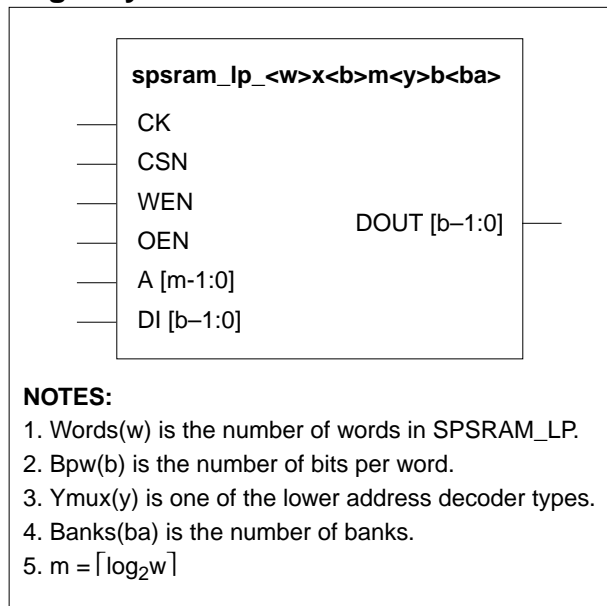 spsram_lp_<w>x<b>m<y>b<ba>
CK
CSN
WEN
OEN
A [m-1:0]
DI [b–1:0]
DOUT [b–1:0]
NOTES:
1. Words(w) is the number of words in SPSRAM_LP.
2. Bpw(b) is the number of bits per word.
3. Ymux(y) is one of the lower address decoder types.
4. Banks(ba) is the number of banks.
5. m = ⌈log₂w⌉